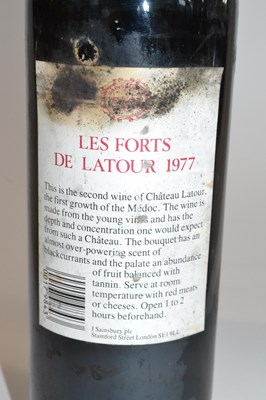 LES FORTS
DE LATOUR 1977
This is the second wine of Château Latour,
the first growth of the Médoc. The wine is
made from the young vines and has the
depth and concentration one would expect
from such a Château. The bouquet has an
almost over-powering scent of
blackcurrants and the palate an abundance
of fruit balanced with
tannin. Serve at room
temperature with red meats
or cheeses. Open 1 to 2
hours beforehand.
J Sainsbury plc
Stamford Street London SE1 9LL